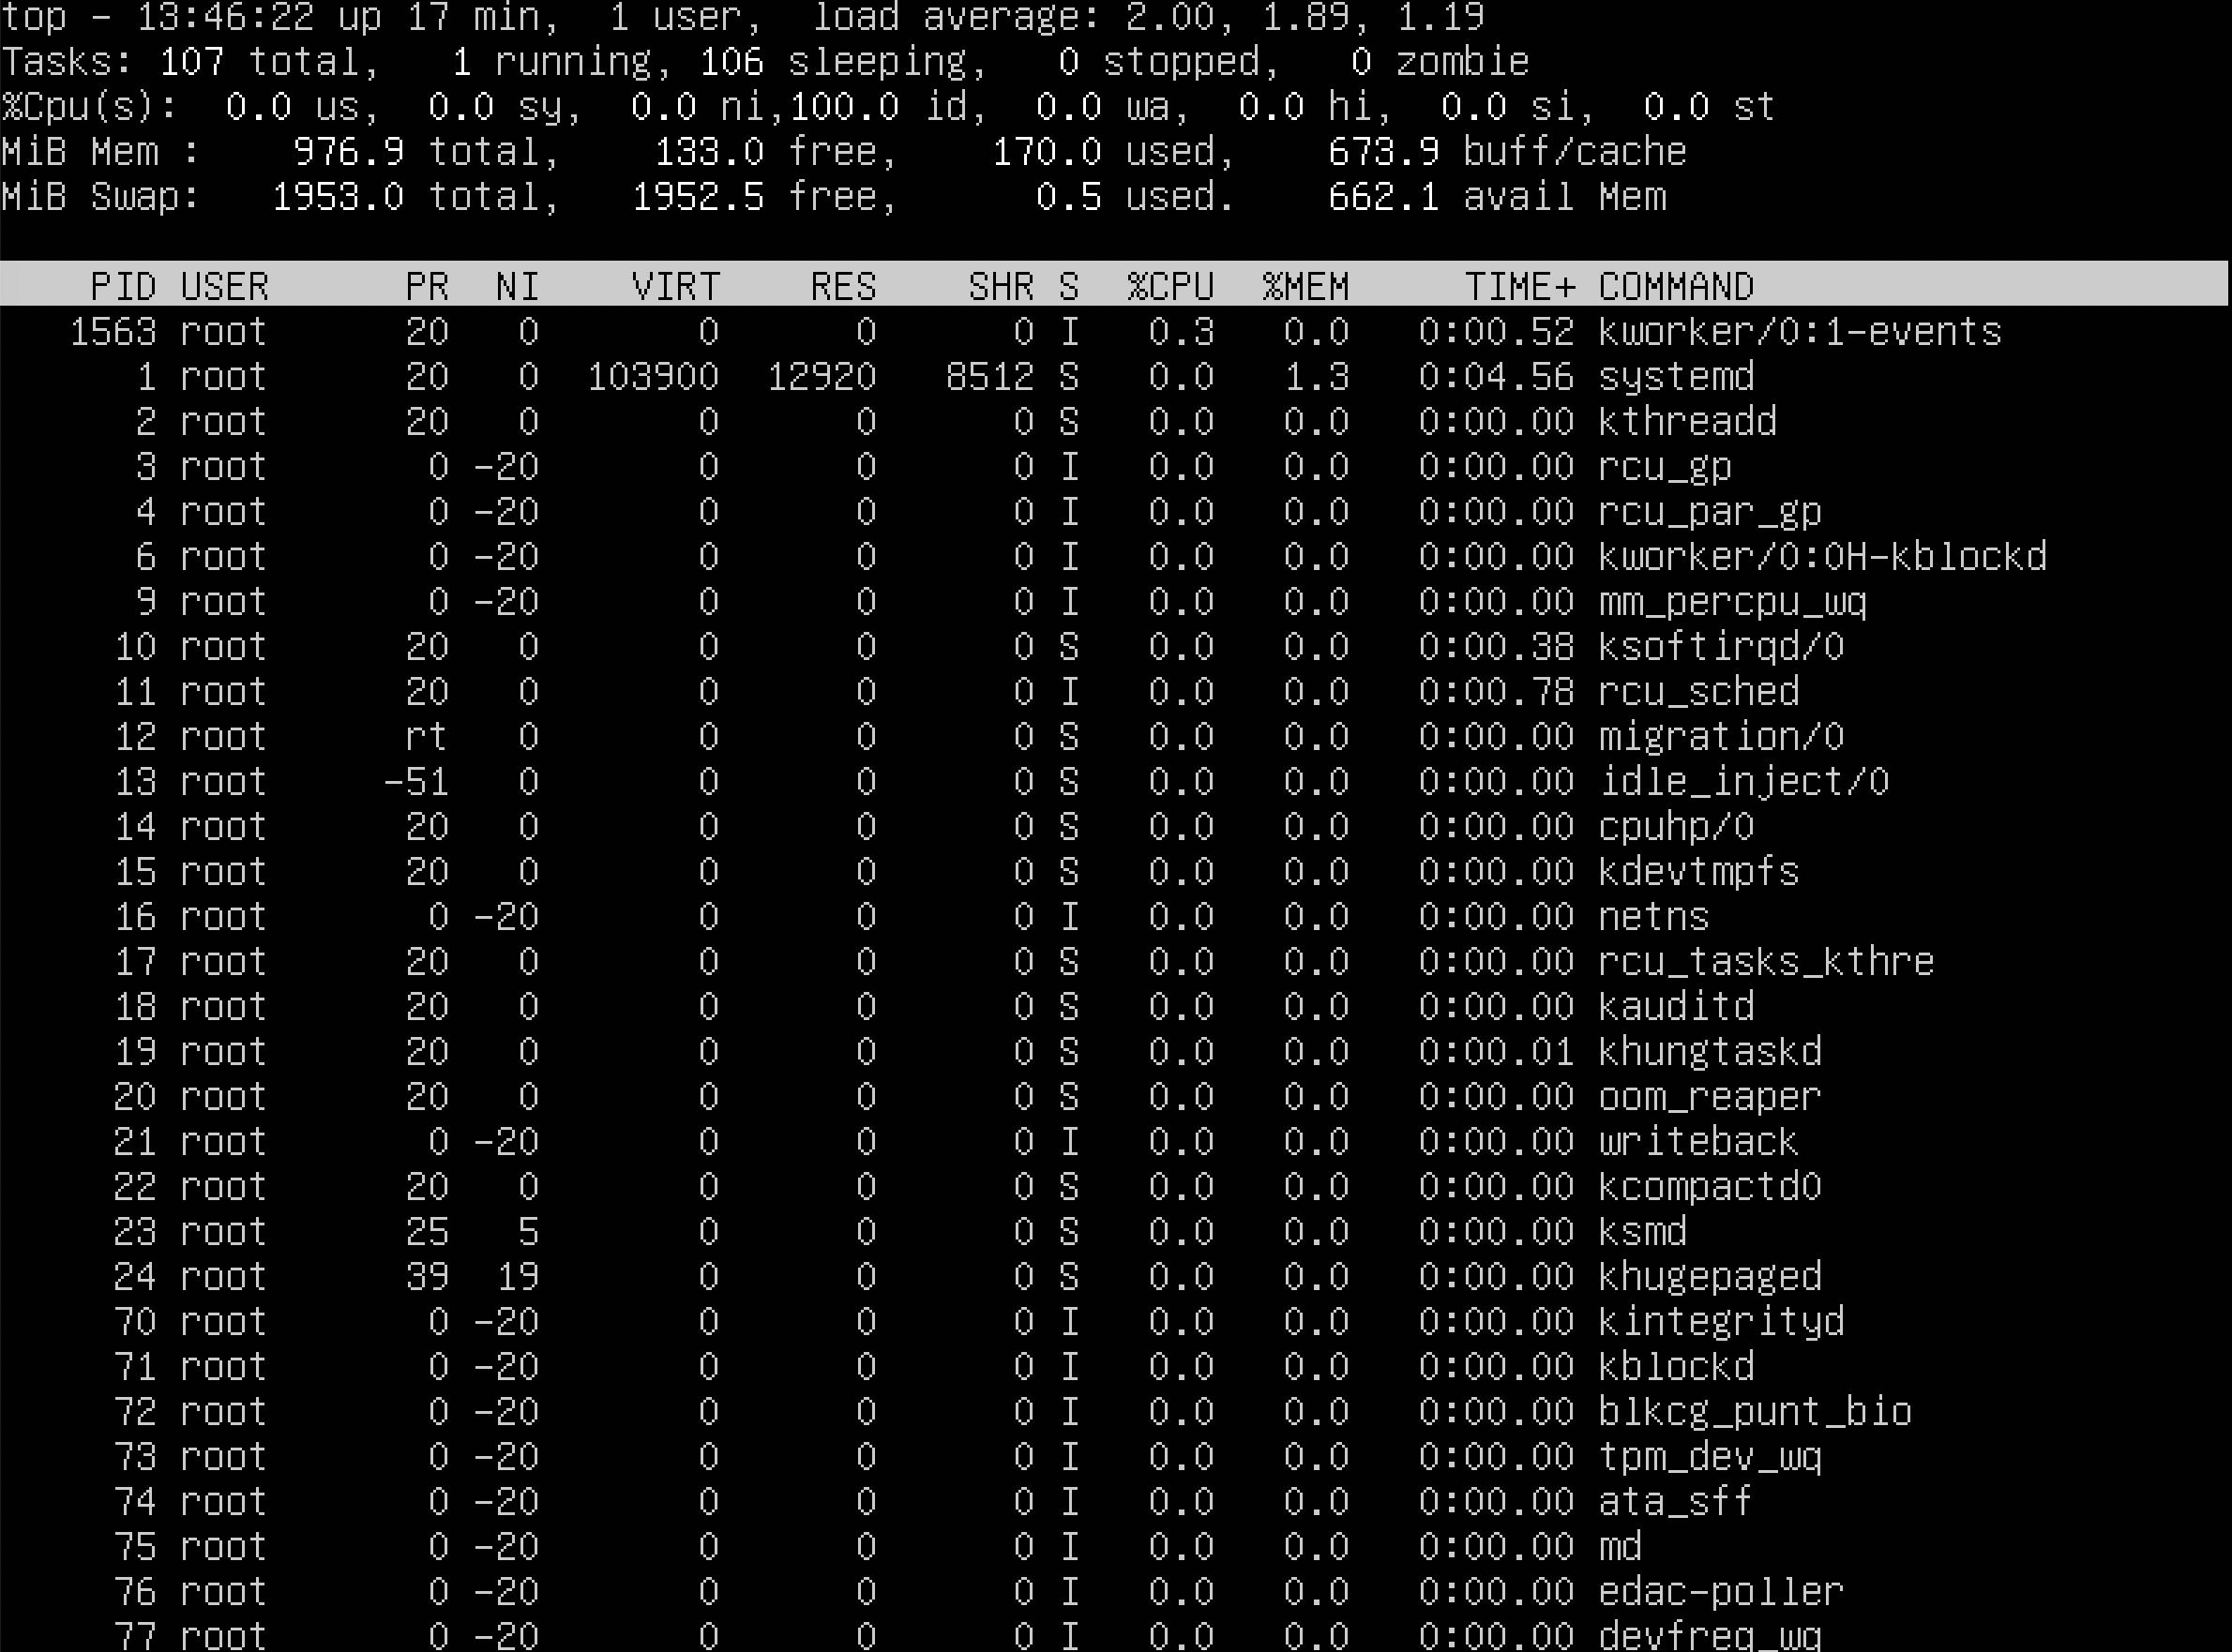 top - 13:46:22 up 17 min,  1 user,  load average: 2.00, 1.89, 1.19
Tasks: 107 total,   1 running, 106 sleeping,   0 stopped,   0 zombie
%Cpu(s):  0.0 us,  0.0 sy,  0.0 ni,100.0 id,  0.0 wa,  0.0 hi,  0.0 si,  0.0 st
MiB Mem :    976.9 total,    133.0 free,    170.0 used,    673.9 buff/cache
MiB Swap:   1953.0 total,   1952.5 free,      0.5 used.    662.1 avail Mem
PID USER      PR  NI    VIRT    RES    SHR S  %CPU  %MEM     TIME+ COMMAND
1563 root      20   0       0      0      0 I   0.3   0.0   0:00.52 kworker/0:1-events
1 root      20   0  103900  12920   8512 S   0.0   1.3   0:04.56 systemd
2 root      20   0       0      0      0 S   0.0   0.0   0:00.00 kthreadd
3 root       0 -20       0      0      0 I   0.0   0.0   0:00.00 rcu_gp
4 root       0 -20       0      0      0 I   0.0   0.0   0:00.00 rcu_par_gp
6 root       0 -20       0      0      0 I   0.0   0.0   0:00.00 kworker/0:0H-kblockd
9 root       0 -20       0      0      0 I   0.0   0.0   0:00.00 mm_percpu_wq
10 root      20   0       0      0      0 S   0.0   0.0   0:00.38 ksoftirqd/0
11 root      20   0       0      0      0 I   0.0   0.0   0:00.78 rcu_sched
12 root      rt   0       0      0      0 S   0.0   0.0   0:00.00 migration/0
13 root     -51   0       0      0      0 S   0.0   0.0   0:00.00 idle_inject/0
14 root      20   0       0      0      0 S   0.0   0.0   0:00.00 cpuhp/0
15 root      20   0       0      0      0 S   0.0   0.0   0:00.00 kdevtmpfs
16 root       0 -20       0      0      0 I   0.0   0.0   0:00.00 netns
17 root      20   0       0      0      0 S   0.0   0.0   0:00.00 rcu_tasks_kthre
18 root      20   0       0      0      0 S   0.0   0.0   0:00.00 kauditd
19 root      20   0       0      0      0 S   0.0   0.0   0:00.01 khungtaskd
20 root      20   0       0      0      0 S   0.0   0.0   0:00.00 oom_reaper
21 root       0 -20       0      0      0 I   0.0   0.0   0:00.00 writeback
22 root      20   0       0      0      0 S   0.0   0.0   0:00.00 kcompactd0
23 root      25   5       0      0      0 S   0.0   0.0   0:00.00 ksmd
24 root      39  19       0      0      0 S   0.0   0.0   0:00.00 khugepaged
70 root       0 -20       0      0      0 I   0.0   0.0   0:00.00 kintegrityd
71 root       0 -20       0      0      0 I   0.0   0.0   0:00.00 kblockd
72 root       0 -20       0      0      0 I   0.0   0.0   0:00.00 blkcg_punt_bio
73 root       0 -20       0      0      0 I   0.0   0.0   0:00.00 tpm_dev_wq
74 root       0 -20       0      0      0 I   0.0   0.0   0:00.00 ata_sff
75 root       0 -20       0      0      0 I   0.0   0.0   0:00.00 md
76 root       0 -20       0      0      0 I   0.0   0.0   0:00.00 edac-poller
77 root       0 -20       0      0      0 I   0.0   0.0   0:00.00 devfreq_wq